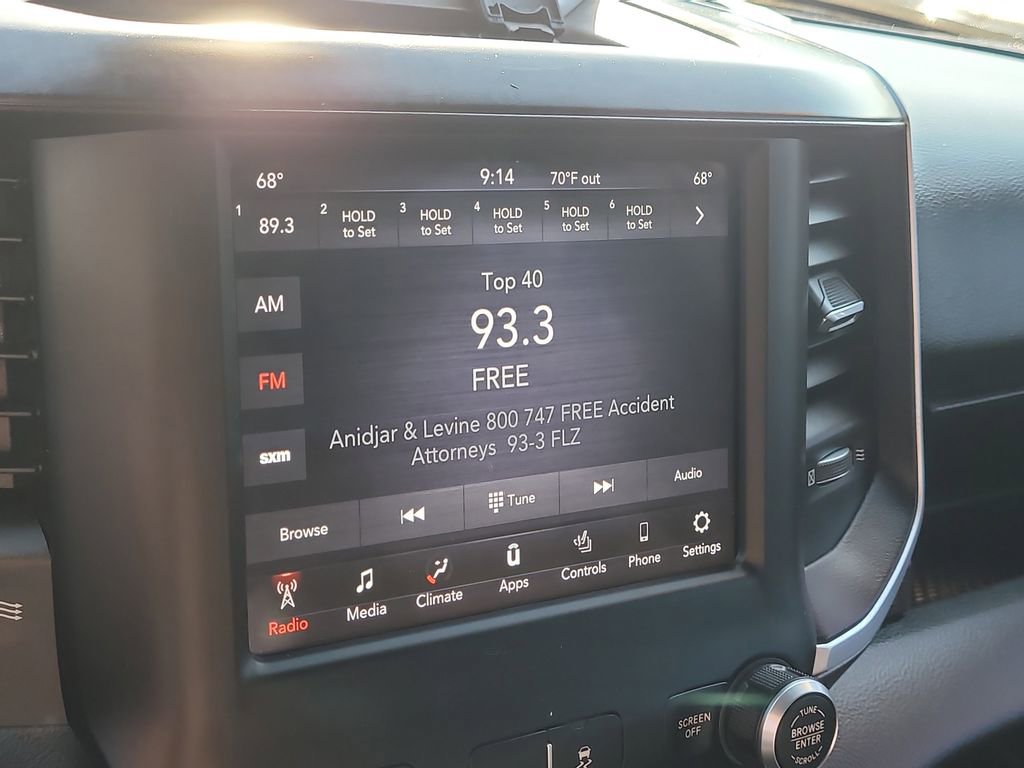 68° 9:14 70°F out 68°
1 89.3 2 HOLD to Set 3 HOLD to Set 4 HOLD to Set 5 HOLD to Set 6 HOLD to Set
Top 40
AM
93.3
FM
FREE
Anidjar & Levine 800 747 FREE Accident
Attorneys 93-3 FLZ
sxm
Browse Tune Audio
Radio Media Climate Apps Controls Phone Settings
SCREEN
OFF
TUNE
BROWSE
ENTER
SCROLL